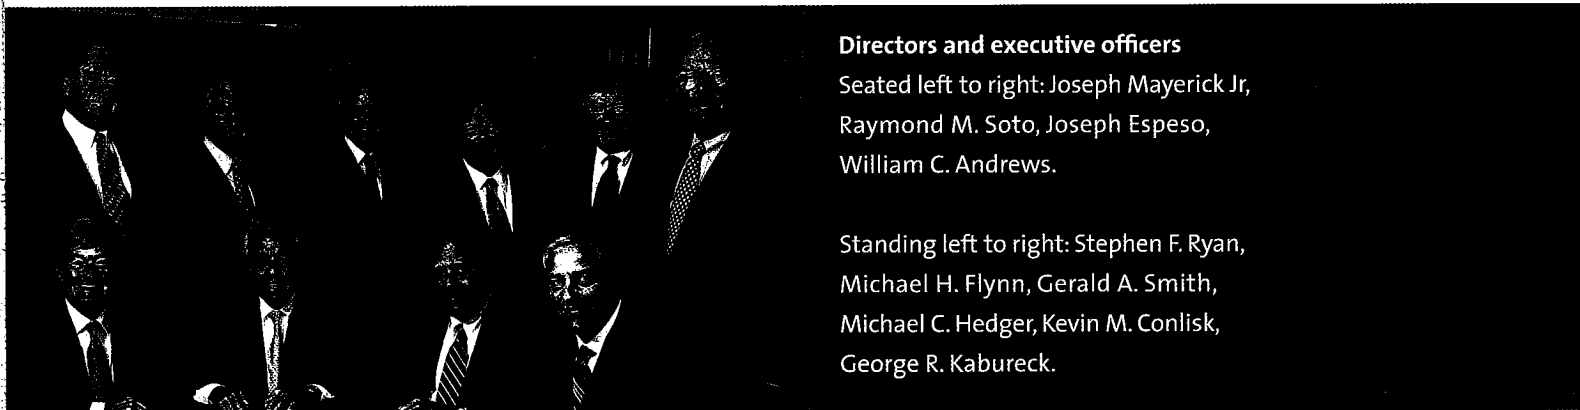 Directors and executive officers
Seated left to right: Joseph Mayerick Jr,
Raymond M. Soto, Joseph Espeso,
William C. Andrews.
Standing left to right: Stephen F. Ryan,
Michael H. Flynn, Gerald A. Smith,
Michael C. Hedger, Kevin M. Conlisk,
George R. Kabureck.